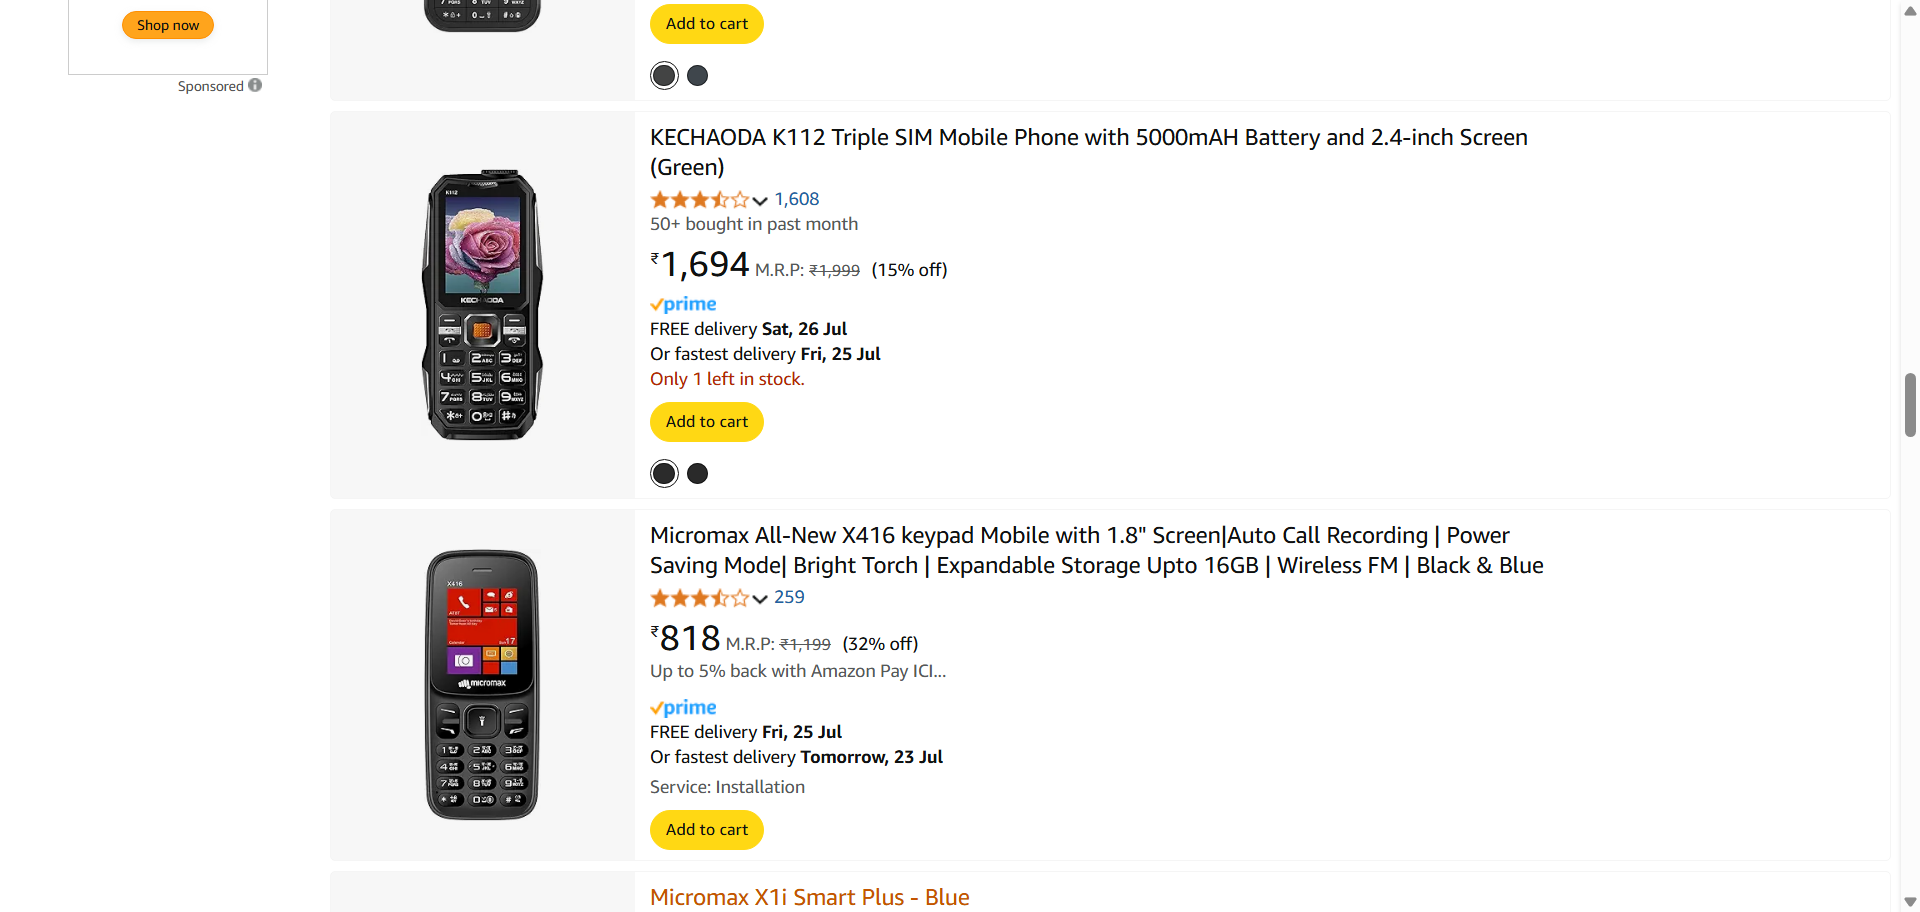 Shop now
Sponsored
Add to cart
KECHAODA K112 Triple SIM Mobile Phone with 5000mAH Battery and 2.4-inch Screen
(Green)
1,608
50+ bought in past month
₹1,694 M.R.P: ₹1,999 (15% off)
prime
FREE delivery Sat, 26 Jul
Or fastest delivery Fri, 25 Jul
Only 1 left in stock.
Add to cart
K112
KECHAODA
Micromax All-New X416 keypad Mobile with 1.8" Screen|Auto Call Recording | Power
Saving Mode| Bright Torch | Expandable Storage Upto 16GB | Wireless FM | Black & Blue
259
₹818 M.R.P: ₹1,199 (32% off)
Up to 5% back with Amazon Pay ICI...
prime
FREE delivery Fri, 25 Jul
Or fastest delivery Tomorrow, 23 Jul
Service: Installation
Add to cart
X416
micromax
Micromax X1i Smart Plus - Blue